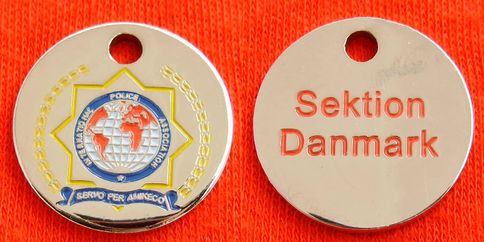 INTERNATIONAL
POLICE
ASSOCIATION
SERVO PER AMIKECO
Sektion
Danmark